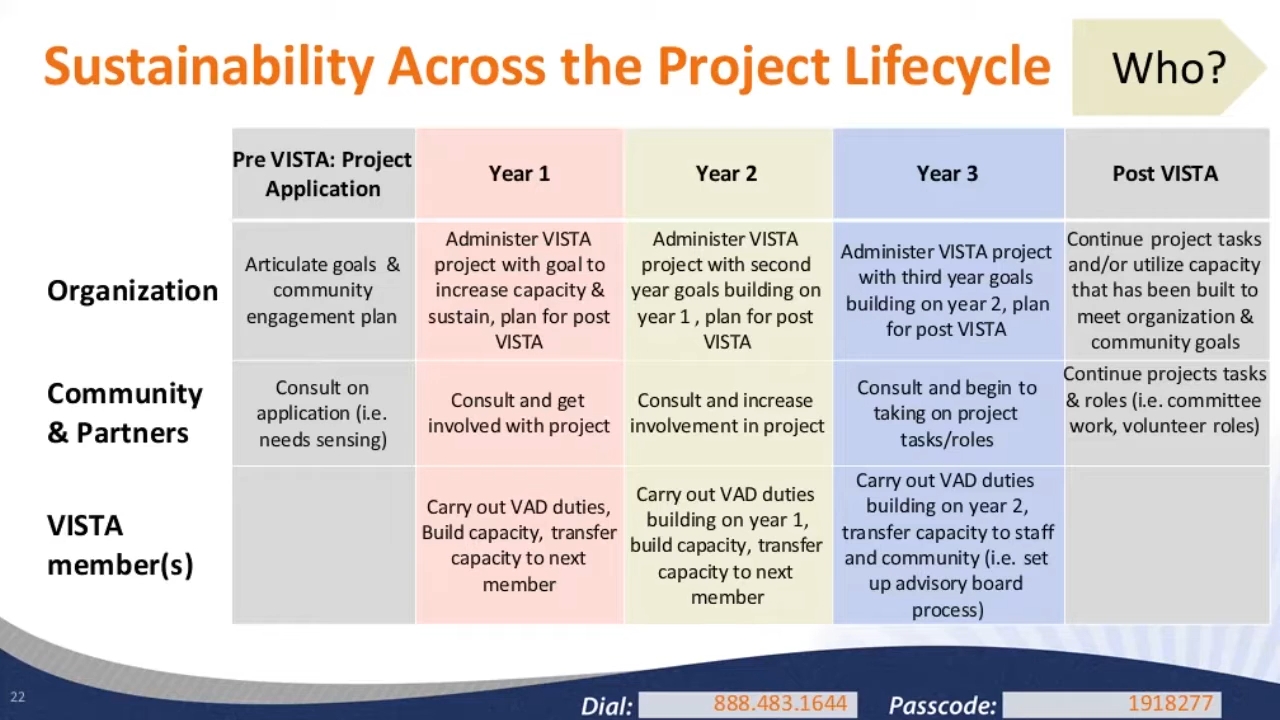 Sustainability Across the Project Lifecycle
Who?
Pre VISTA: Project
Application
Year 1
Year 2
Year 3
Post VISTA
Organization
Articulate goals &
community
engagement plan
Administer VISTA
project with goal to
increase capacity &
sustain, plan for post
VISTA
Administer VISTA
project with second
year goals building on
year 1 , plan for post
VISTA
Administer VISTA project
with third year goals
building on year 2, plan
for post VISTA
Continue project tasks
and/or utilize capacity
that has been built to
meet organization &
community goals
Community
& Partners
Consult on
application (i.e.
needs sensing)
Consult and get
involved with project
Consult and increase
involvement in project
Consult and begin to
taking on project
tasks/roles
Continue projects tasks
& roles (i.e. committee
work, volunteer roles)
VISTA
member(s)
Carry out VAD duties,
Build capacity, transfer
capacity to next
member
Carry out VAD duties
building on year 1,
build capacity, transfer
capacity to next
member
Carry out VAD duties
building on year 2,
transfer capacity to staff
and community (i.e. set
up advisory board
process)
22
Dial: 888.483.1644 Passcode: 1918277